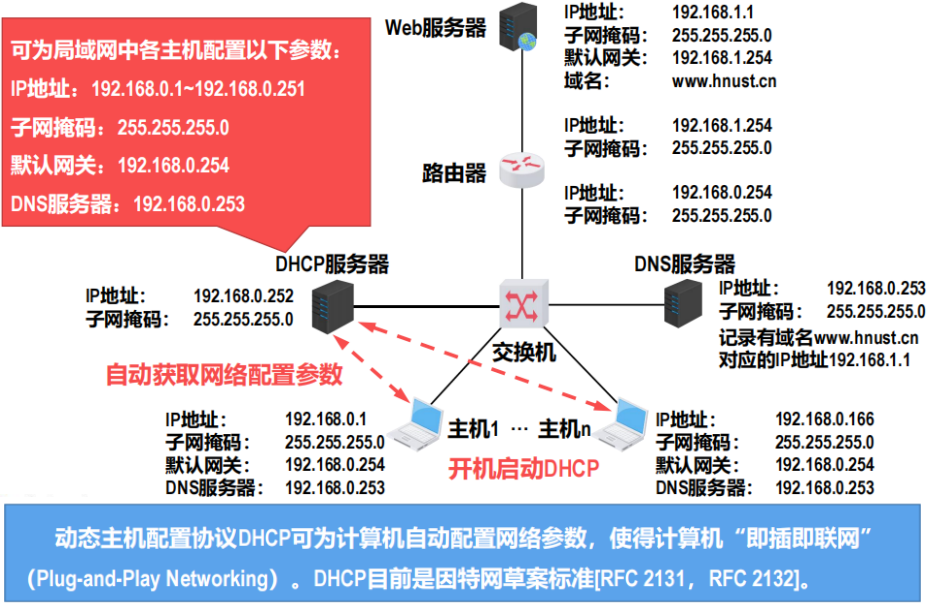 可为局域网中各主机配置以下参数：
IP地址：192.168.0.1~192.168.0.251
子网掩码：255.255.255.0
默认网关：192.168.0.254
DNS服务器：192.168.0.253
Web服务器
IP地址： 192.168.1.1
子网掩码： 255.255.255.0
默认网关： 192.168.1.254
域名： www.hnust.cn
IP地址： 192.168.1.254
子网掩码： 255.255.255.0
路由器
IP地址： 192.168.0.254
子网掩码： 255.255.255.0
DHCP服务器
IP地址： 192.168.0.252
子网掩码： 255.255.255.0
DNS服务器
IP地址： 192.168.0.253
子网掩码： 255.255.255.0
记录有域名www.hnust.cn
对应的IP地址192.168.1.1
交换机
自动获取网络配置参数
IP地址： 192.168.0.1
子网掩码： 255.255.255.0
默认网关： 192.168.0.254
DNS服务器： 192.168.0.253
主机1 … 主机n
开机启动DHCP
IP地址： 192.168.0.166
子网掩码： 255.255.255.0
默认网关： 192.168.0.254
DNS服务器： 192.168.0.253
动态主机配置协议DHCP可为计算机自动配置网络参数，使得计算机“即插即联网”
（Plug-and-Play Networking）。DHCP目前是因特网草案标准[RFC 2131，RFC 2132]。